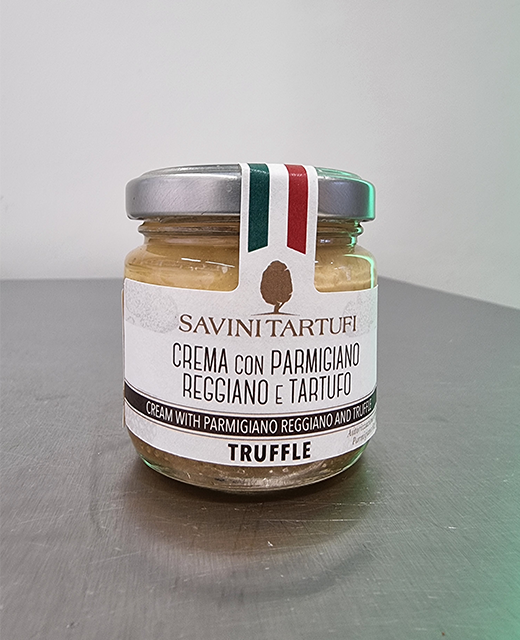 SAVINI TARTUFI
CREMA CON PARMIGIANO
REGGIANO E TARTUFO
CREAM WITH PARMIGIANO REGGIANO AND TRUFFLE
TRUFFLE